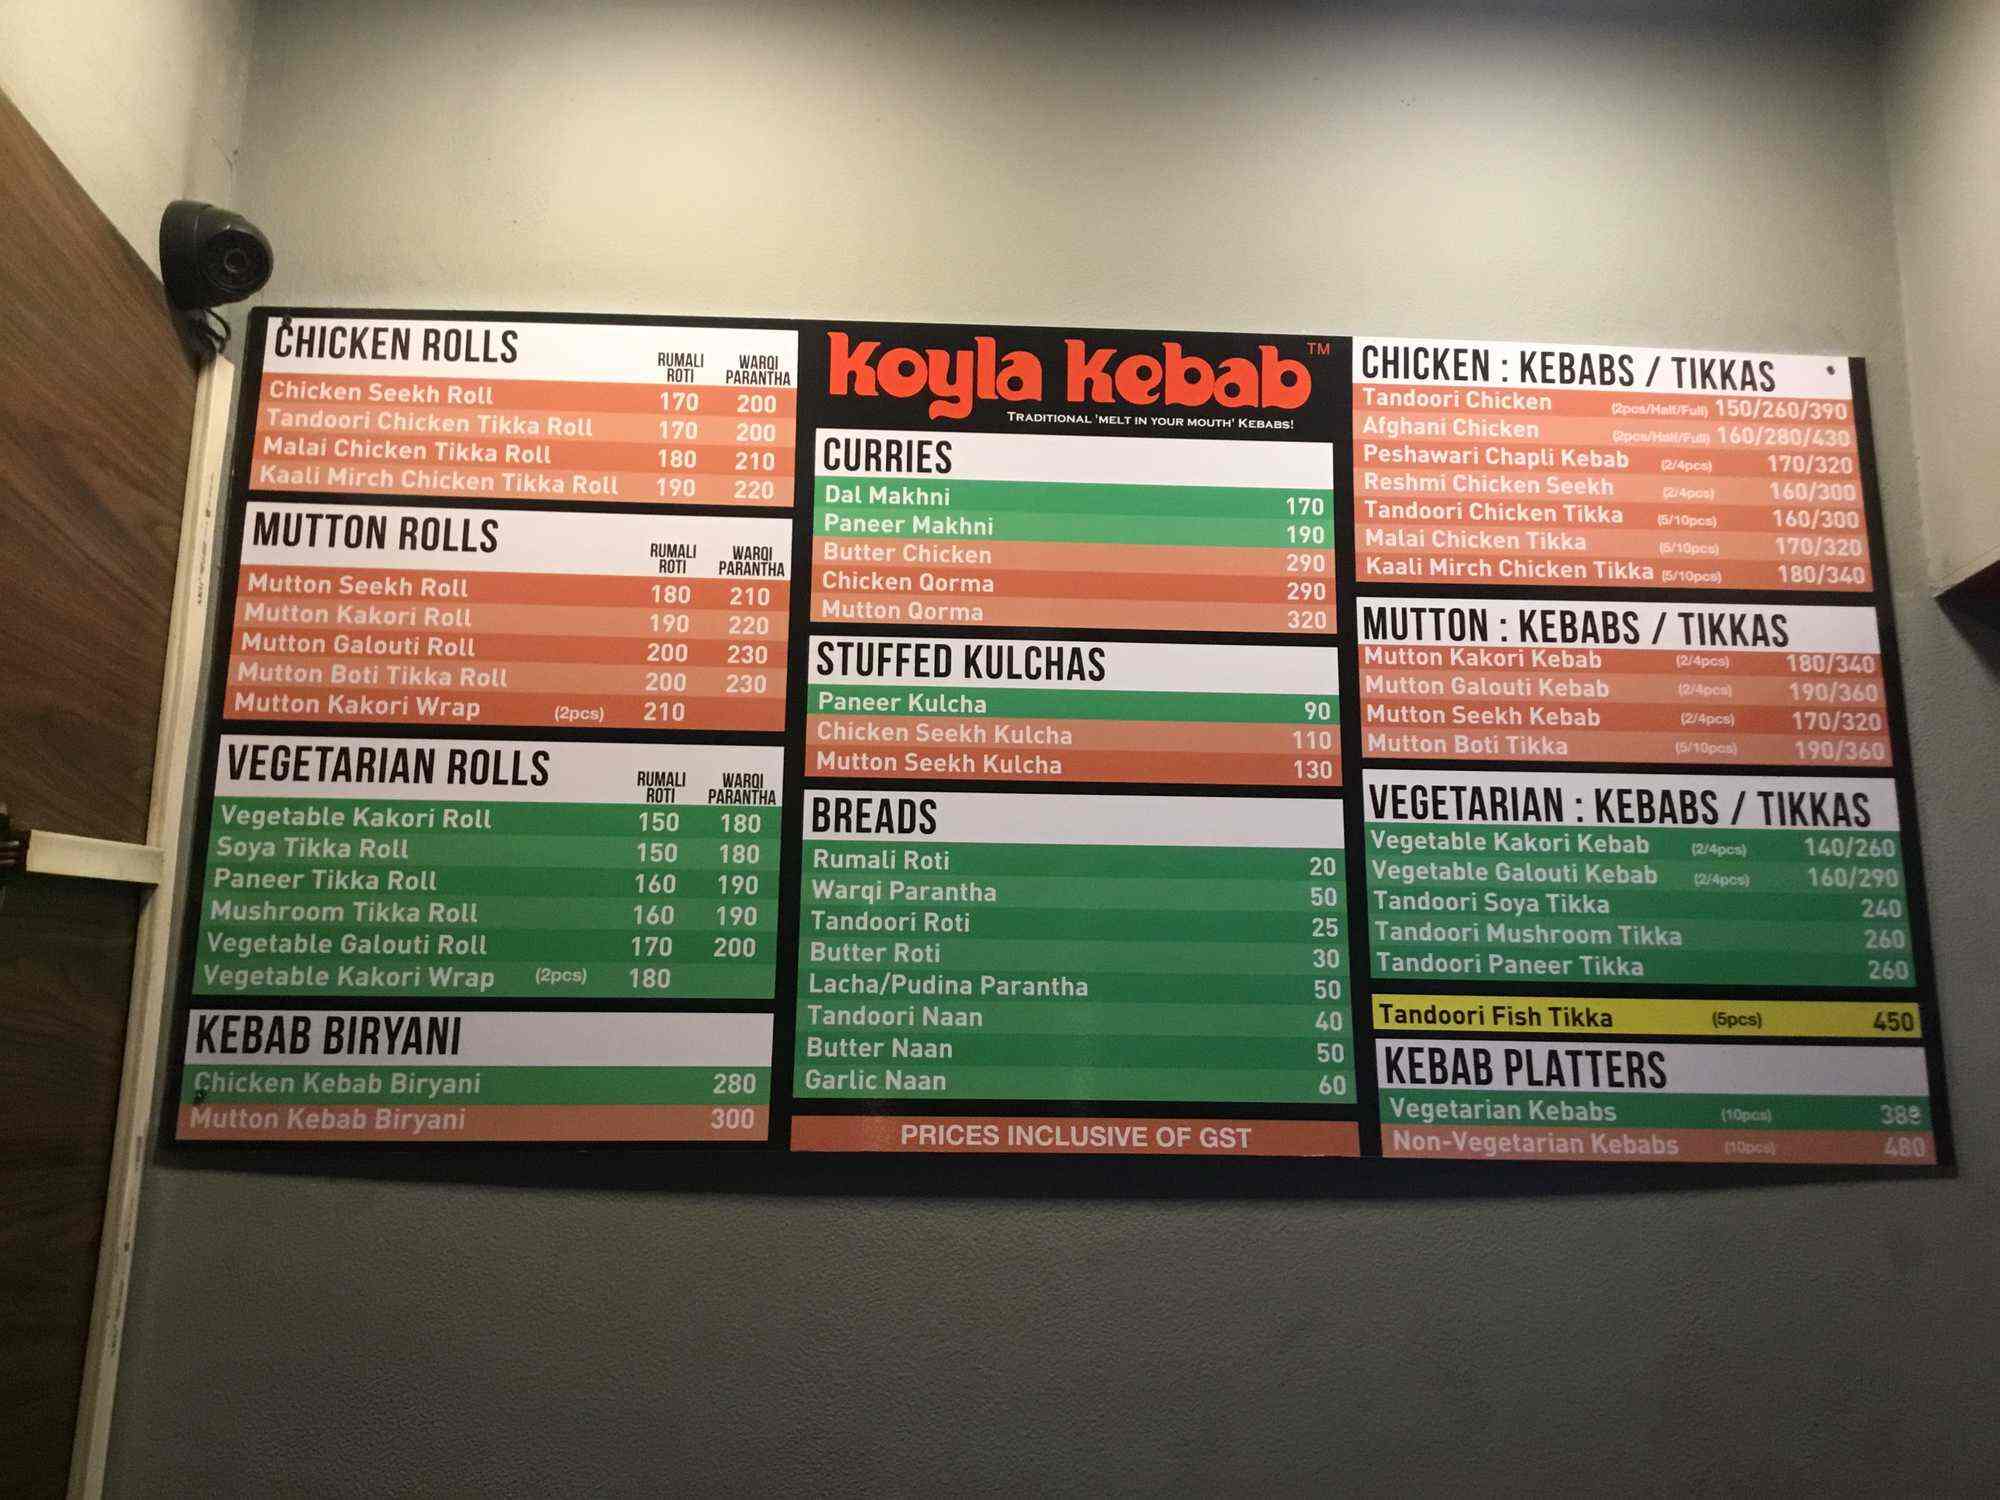 CHICKEN ROLLS RUMALI ROTI WARQI PARANTHA
Chicken Seekh Roll 170 200
Tandoori Chicken Tikka Roll 170 200
Malai Chicken Tikka Roll 180 210
Kaali Mirch Chicken Tikka Roll 190 220
MUTTON ROLLS RUMALI ROTI WARQI PARANTHA
Mutton Seekh Roll 180 210
Mutton Kakori Roll 190 220
Mutton Galouti Roll 200 230
Mutton Boti Tikka Roll 200 230
Mutton Kakori Wrap (2pcs) 210
VEGETARIAN ROLLS RUMALI ROTI WARQI PARANTHA
Vegetable Kakori Roll 150 180
Soya Tikka Roll 150 180
Paneer Tikka Roll 160 190
Mushroom Tikka Roll 160 190
Vegetable Galouti Roll 170 200
Vegetable Kakori Wrap (2pcs) 180
KEBAB BIRYANI
Chicken Kebab Biryani 280
Mutton Kebab Biryani 300
Koyla Kebab TM
TRADITIONAL 'MELT IN YOUR MOUTH' KEBABS!
CURRIES
Dal Makhni 170
Paneer Makhni 190
Butter Chicken 290
Chicken Qorma 290
Mutton Qorma 320
STUFFED KULCHAS
Paneer Kulcha 90
Chicken Seekh Kulcha 110
Mutton Seekh Kulcha 130
BREADS
Rumali Roti 20
Warqi Parantha 50
Tandoori Roti 25
Butter Roti 30
Lacha/Pudina Parantha 50
Tandoori Naan 40
Butter Naan 50
Garlic Naan 60
PRICES INCLUSIVE OF GST
CHICKEN : KEBABS / TIKKAS
Tandoori Chicken (2pcs/Half/Full) 150/260/390
Afghani Chicken (2pcs/Half/Full) 160/280/430
Peshawari Chapli Kebab (2/4pcs) 170/320
Reshmi Chicken Seekh (2/4pcs) 160/300
Tandoori Chicken Tikka (5/10pcs) 160/300
Malai Chicken Tikka (5/10pcs) 170/320
Kaali Mirch Chicken Tikka (5/10pcs) 180/340
MUTTON : KEBABS / TIKKAS
Mutton Kakori Kebab (2/4pcs) 180/340
Mutton Galouti Kebab (2/4pcs) 190/360
Mutton Seekh Kebab (2/4pcs) 170/320
Mutton Boti Tikka (5/10pcs) 190/360
VEGETARIAN : KEBABS / TIKKAS
Vegetable Kakori Kebab (2/4pcs) 140/260
Vegetable Galouti Kebab (2/4pcs) 160/290
Tandoori Soya Tikka 240
Tandoori Mushroom Tikka 260
Tandoori Paneer Tikka 260
Tandoori Fish Tikka (5pcs) 450
KEBAB PLATTERS
Vegetarian Kebabs (10pcs)
Non-Vegetarian Kebabs (10pcs) 480